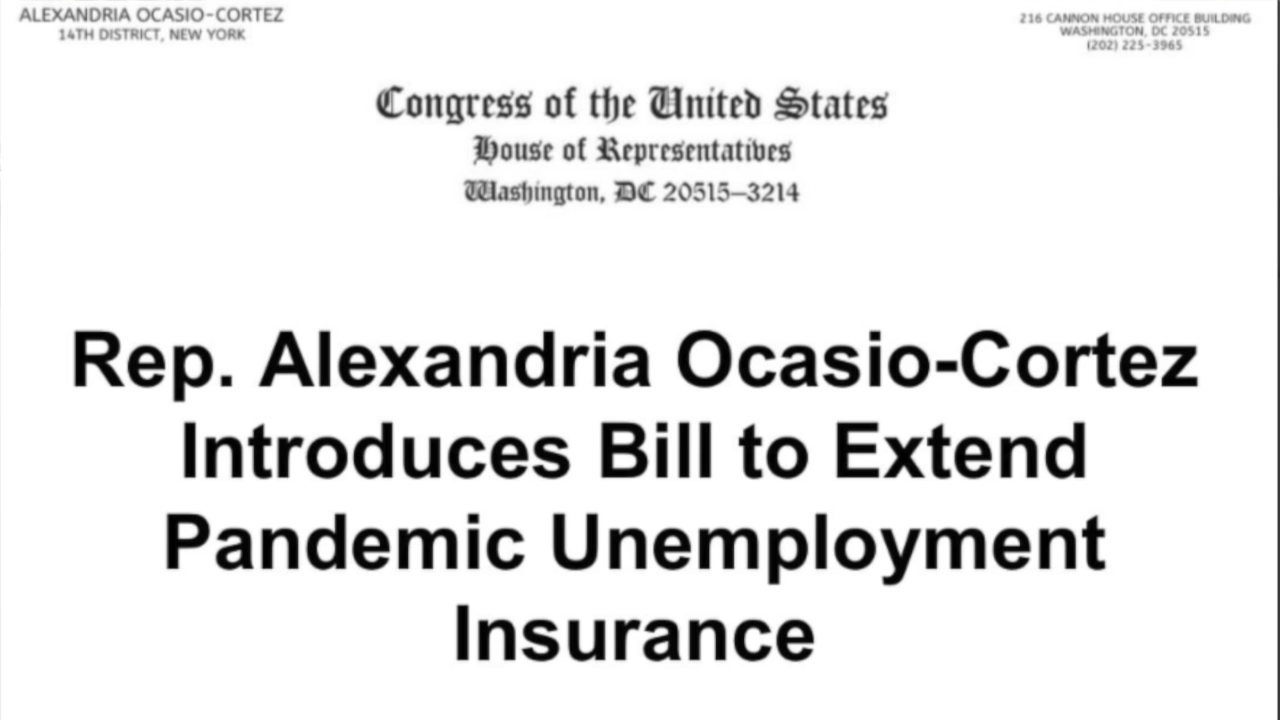 ALEXANDRIA OCASIO-CORTEZ
14TH DISTRICT, NEW YORK
216 CANNON HOUSE OFFICE BUILDING
WASHINGTON, DC 20515
(202) 225-3965
Congress of the United States
House of Representatives
Washington, DC 20515–3214
Rep. Alexandria Ocasio-Cortez
Introduces Bill to Extend
Pandemic Unemployment
Insurance